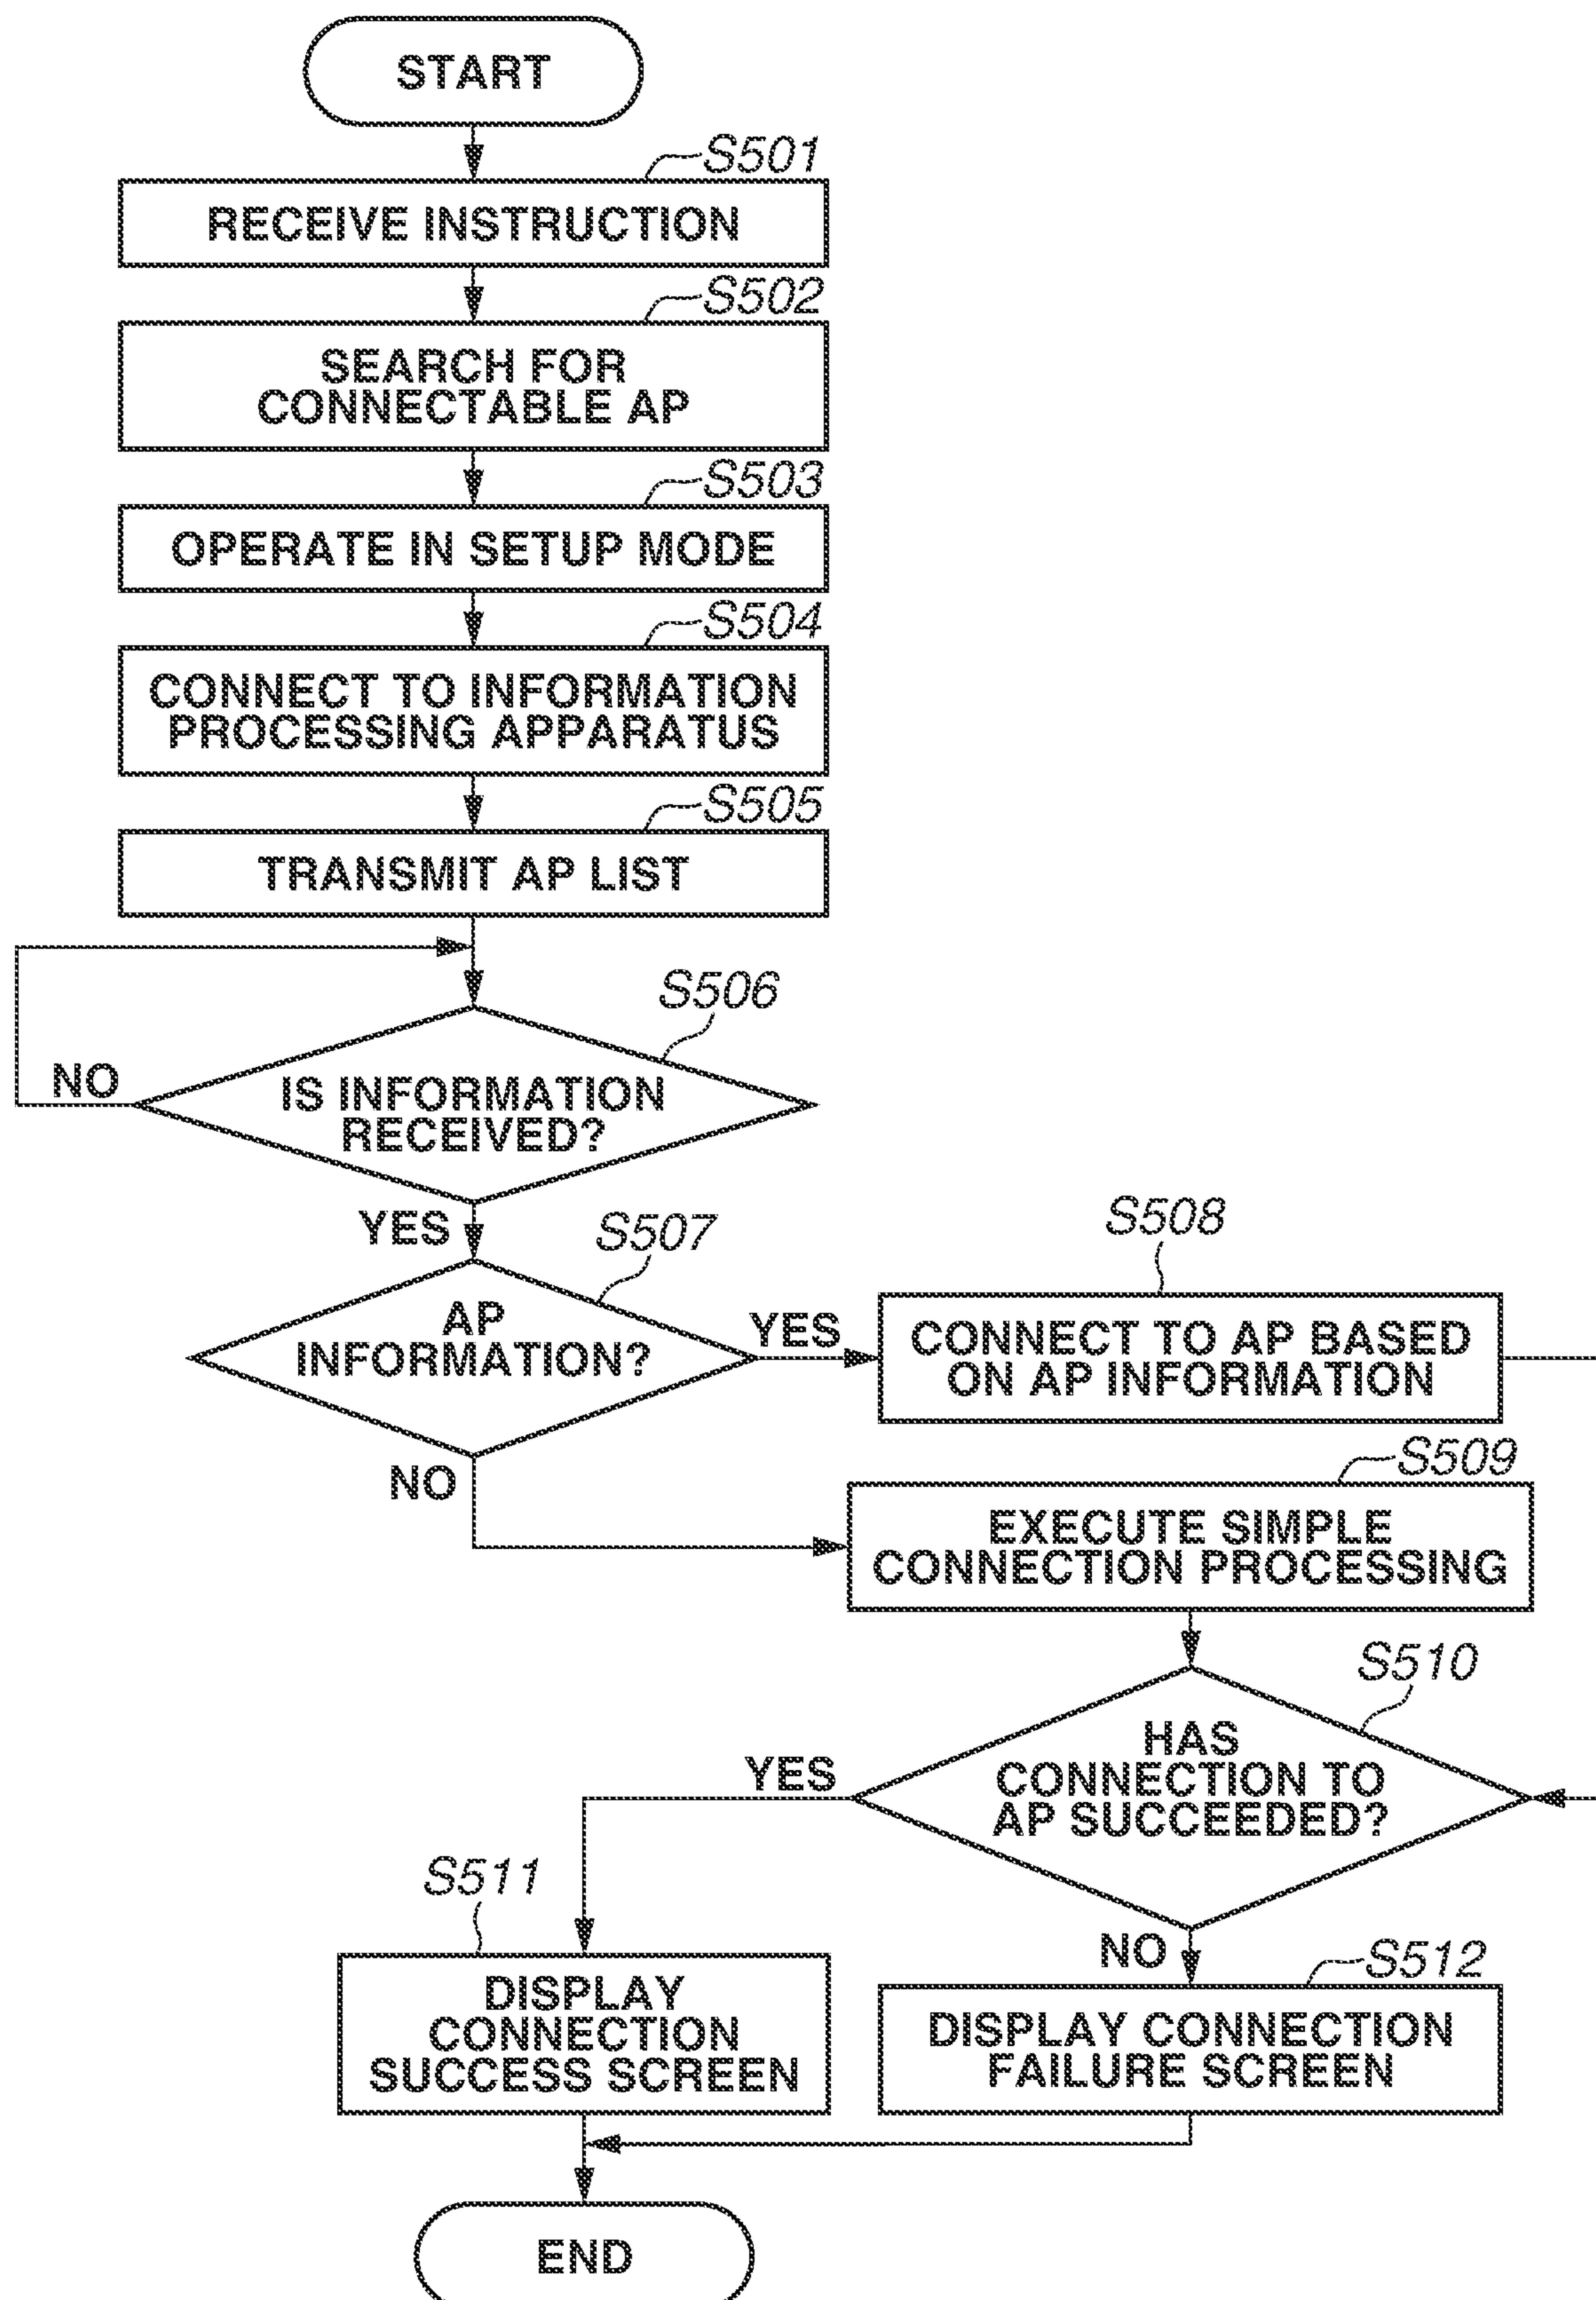 START
S501
RECEIVE INSTRUCTION
S502
SEARCH FOR
CONNECTABLE AP
S503
OPERATE IN SETUP MODE
S504
CONNECT TO INFORMATION
PROCESSING APPARATUS
S505
TRANSMIT AP LIST
S506
NO
IS INFORMATION
RECEIVED?
YES
S507
AP
INFORMATION?
YES
S508
CONNECT TO AP BASED
ON AP INFORMATION
NO
S509
EXECUTE SIMPLE
CONNECTION PROCESSING
S510
HAS
CONNECTION TO
AP SUCCEEDED?
YES
S511
DISPLAY
CONNECTION
SUCCESS SCREEN
NO
S512
DISPLAY CONNECTION
FAILURE SCREEN
END